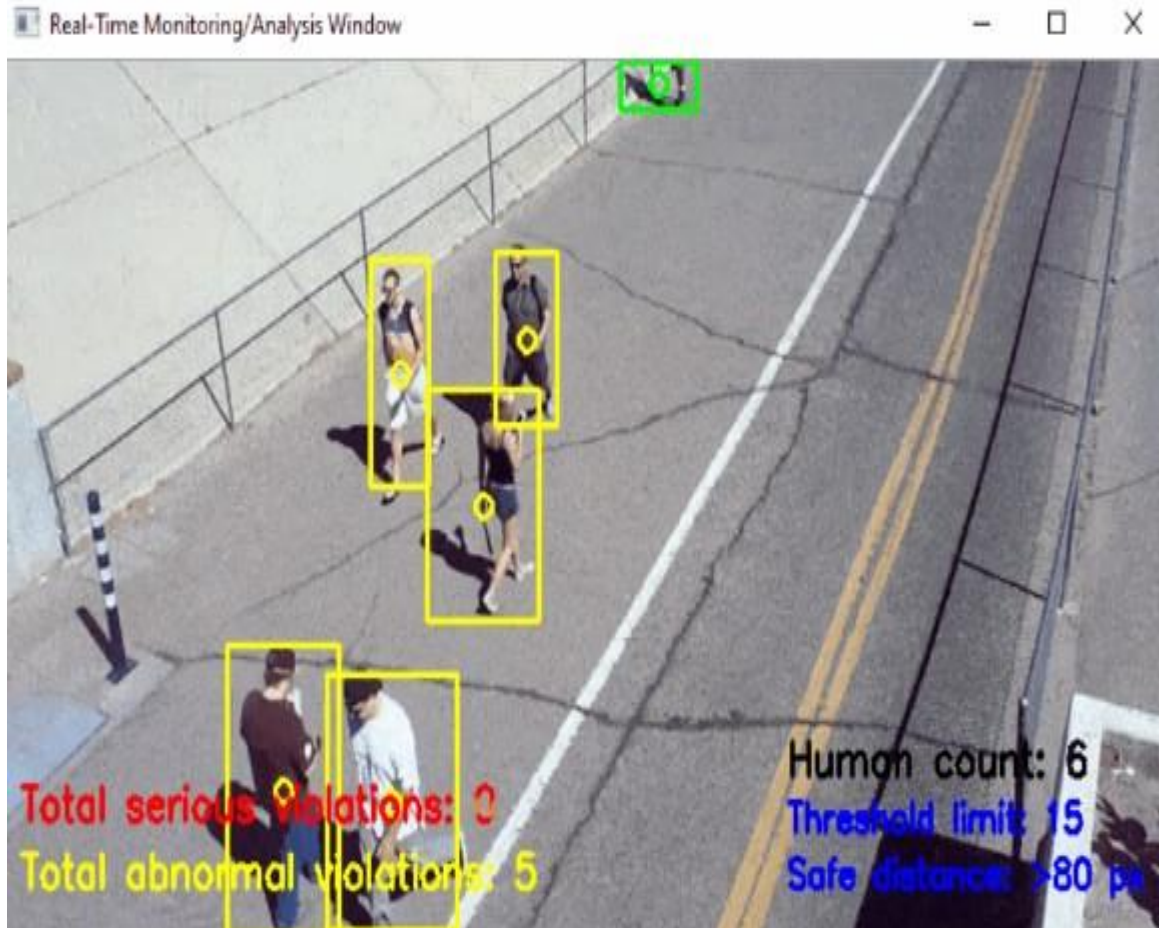 Real-Time Monitoring/Analysis Window
Total serious violations: 0
Total abnormal violations: 5
Human count: 6
Threshold limit: 15
Safe distance: >80 px